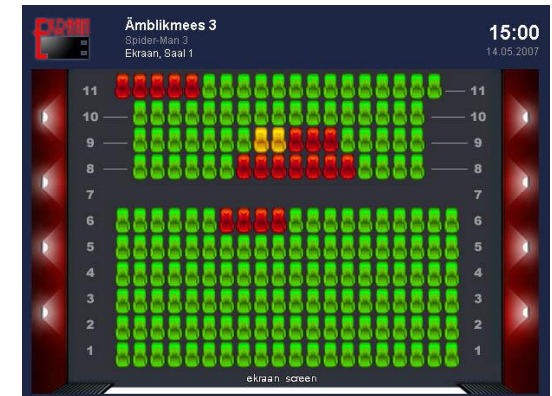 EKRAAN
Ämblikmees 3
Spider-Man 3
Ekraan, Saal 1
15:00
14.05.2007
11 11
10 10
9 9
8 8
7 7
6 6
5 5
4 4
3 3
2 2
1 1
ekraan screen